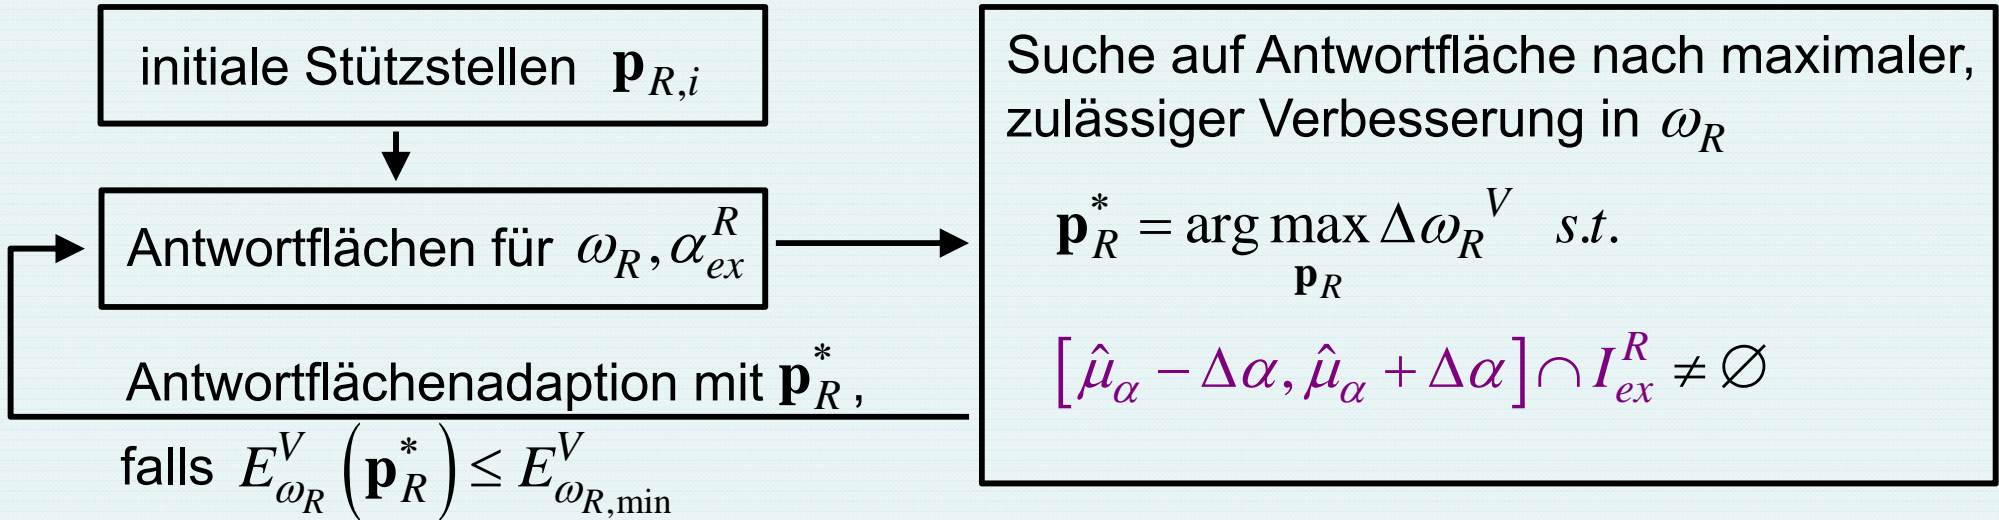 initiale Stützstellen p_{R,i}
Antwortflächen für ω_R, α_{ex}^R
Antwortflächenadaption mit p_R^*,
falls E_{ω_R}^V (p_R^*) ≤ E_{ω_{R,min}}^V
Suche auf Antwortfläche nach maximaler,
zulässiger Verbesserung in ω_R
p_R^* = arg max Δω_R^V s.t.
p_R
[μ̂_α − Δα, μ̂_α + Δα] ∩ I_{ex}^R ≠ ∅